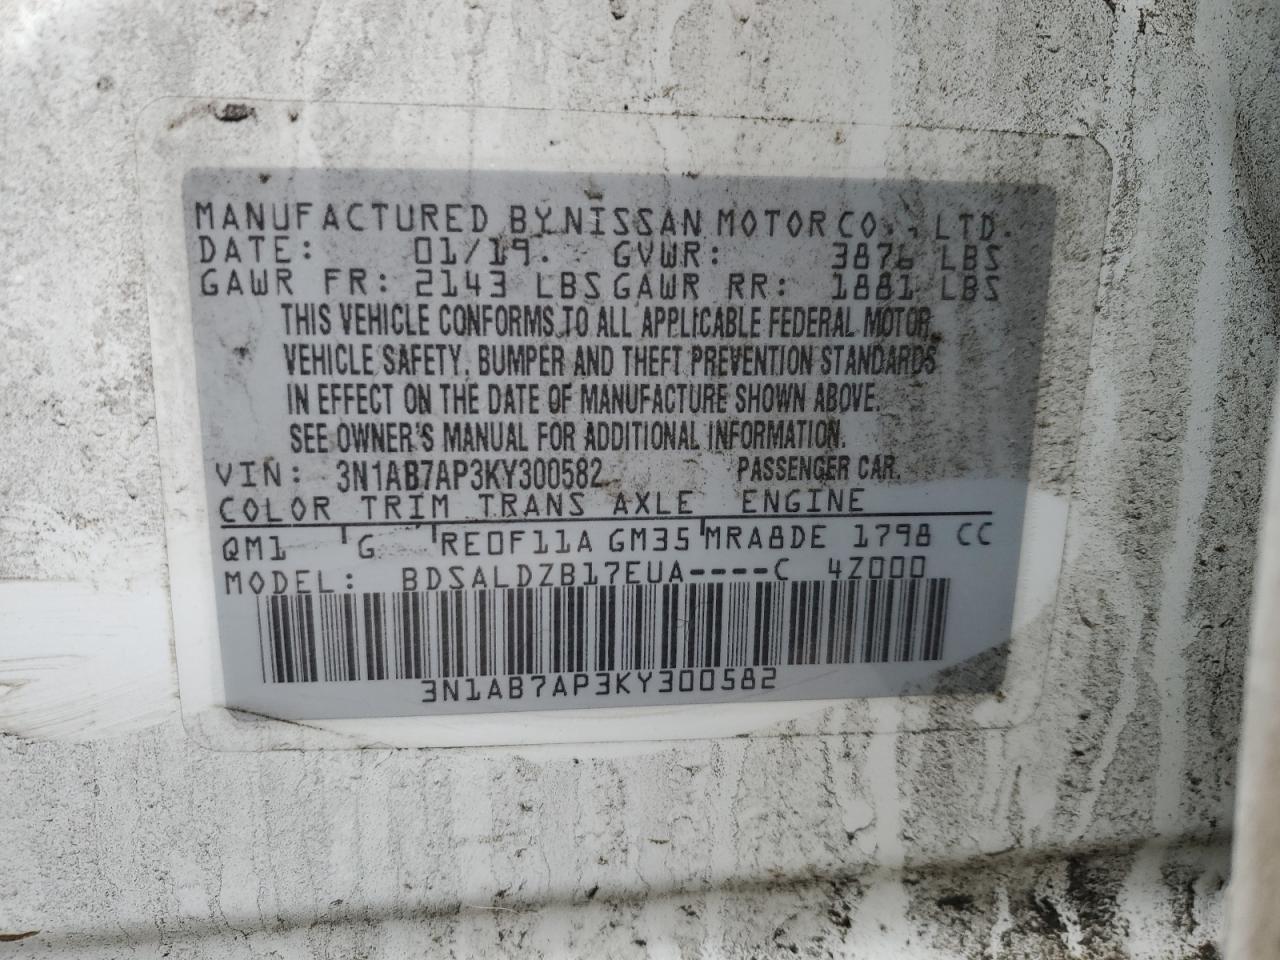 MANUFACTURED BY NISSAN MOTOR CO., LTD.
DATE: 01/19. GVWR: 3876 LBS
GAWR FR: 2143 LBS GAWR RR: 1881 LBS
THIS VEHICLE CONFORMS TO ALL APPLICABLE FEDERAL MOTOR
VEHICLE SAFETY, BUMPER AND THEFT PREVENTION STANDARDS
IN EFFECT ON THE DATE OF MANUFACTURE SHOWN ABOVE.
SEE OWNER'S MANUAL FOR ADDITIONAL INFORMATION.
VIN: 3N1AB7AP3KY300582 PASSENGER CAR.
COLOR TRIM TRANS AXLE ENGINE
QM1 G RE0F11A GM35 MRA8DE 1798 CC
MODEL: BDSALDZB17EUA----C 4Z000
3N1AB7AP3KY300582